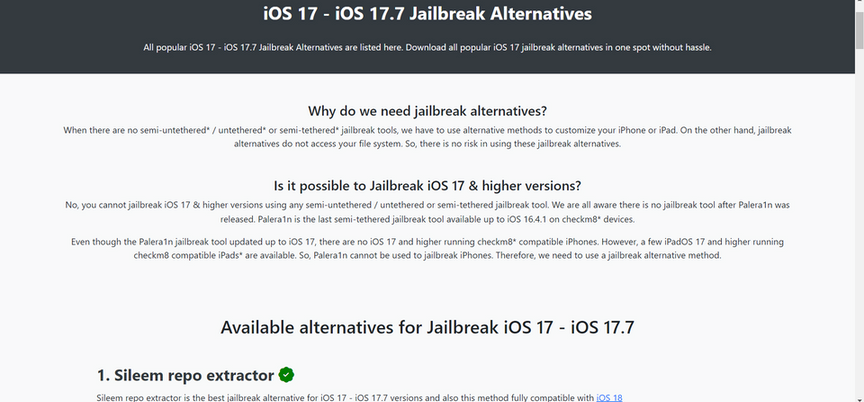 iOS 17 - iOS 17.7 Jailbreak Alternatives
All popular iOS 17 - iOS 17.7 Jailbreak Alternatives are listed here. Download all popular iOS 17 jailbreak alternatives in one spot without hassle.
Why do we need jailbreak alternatives?
When there are no semi-untethered* / untethered* or semi-tethered* jailbreak tools, we have to use alternative methods to customize your iPhone or iPad. On the other hand, jailbreak
alternatives do not access your file system. So, there is no risk in using these jailbreak alternatives.
Is it possible to Jailbreak iOS 17 & higher versions?
No, you cannot jailbreak iOS 17 & higher versions using any semi-untethered / untethered or semi-tethered jailbreak tool. We are all aware there is no jailbreak tool after Palera1n was
released. Palera1n is the last semi-tethered jailbreak tool available up to iOS 16.4.1 on checkm8* devices.
Even though the Palera1n jailbreak tool updated up to iOS 17, there are no iOS 17 and higher running checkm8* compatible iPhones. However, a few iPadOS 17 and higher running
checkm8 compatible iPads* are available. So, Palera1n cannot be used to jailbreak iPhones. Therefore, we need to use a jailbreak alternative method.
Available alternatives for Jailbreak iOS 17 - iOS 17.7
1. Sileem repo extractor
Sileem repo extractor is the best jailbreak alternative for iOS 17 - iOS 17.7 versions and also this method fully compatible with iOS 18